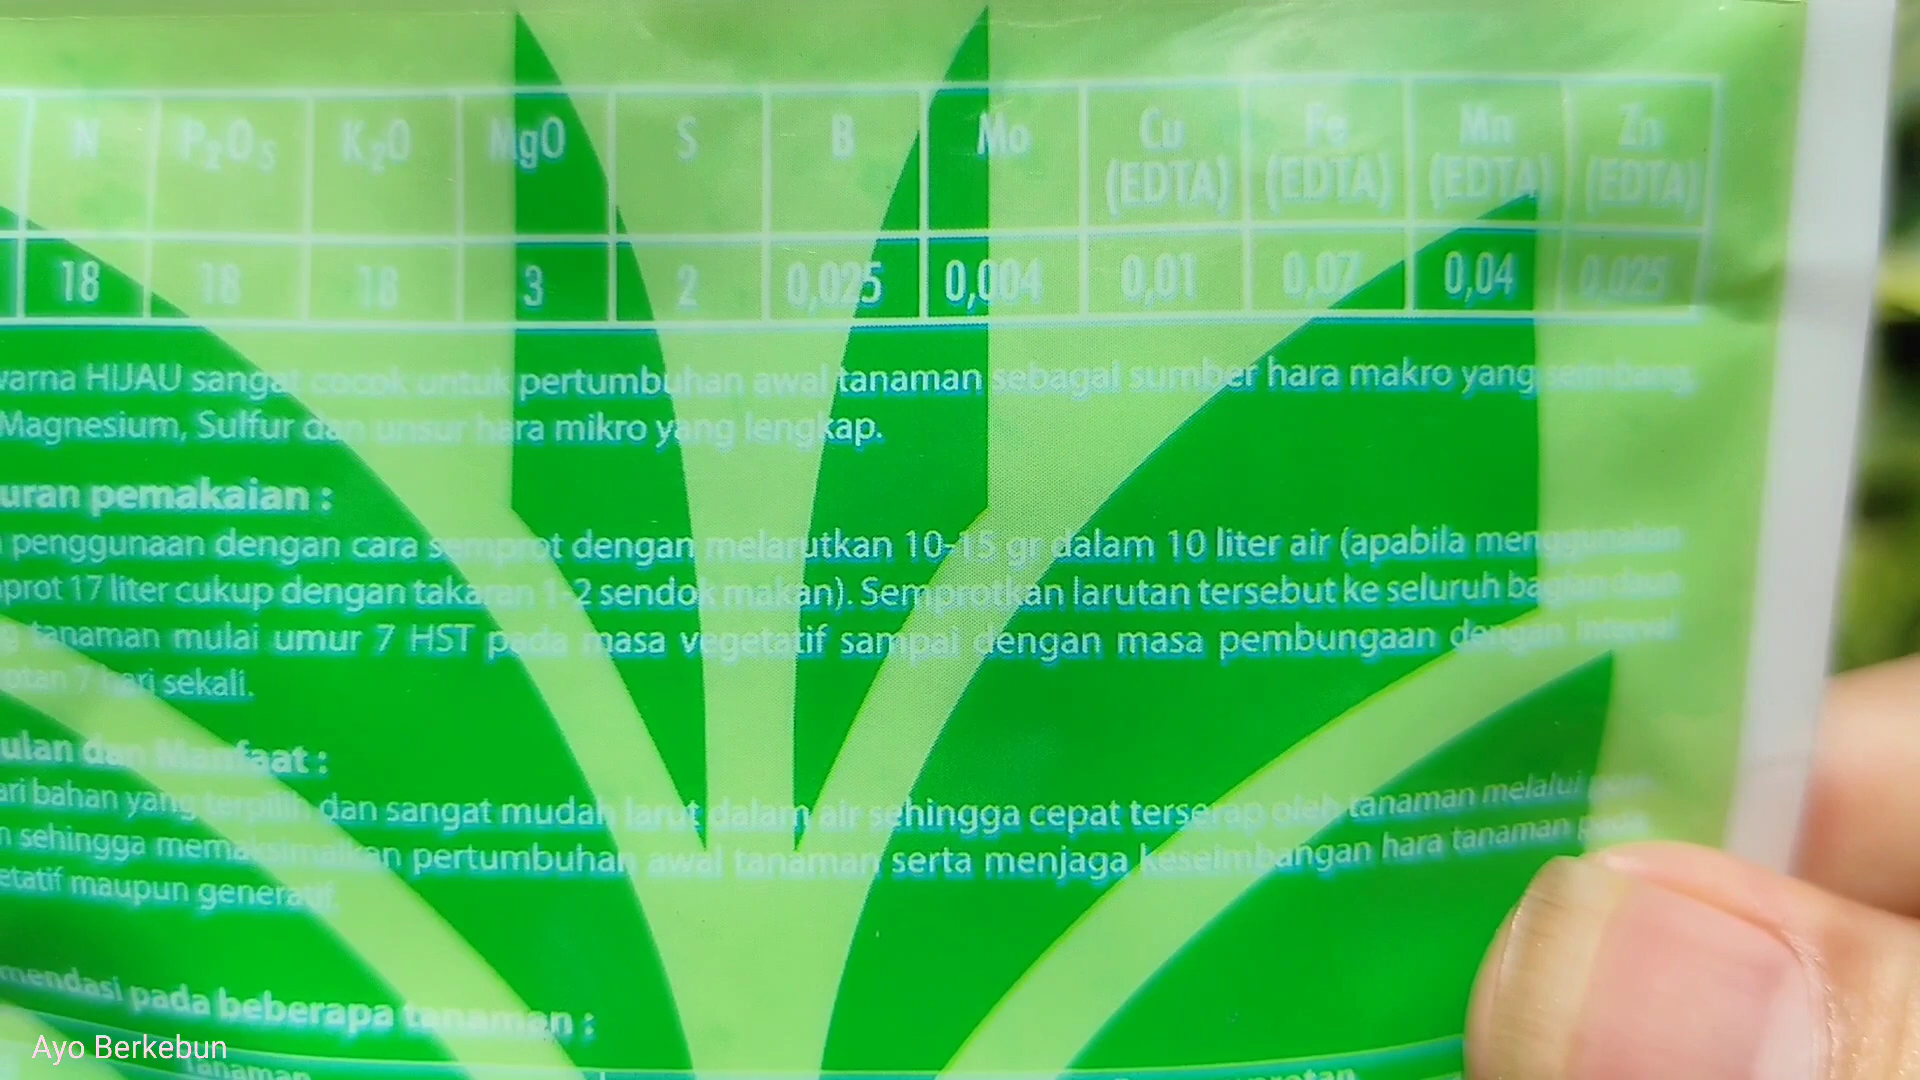 N P₂O₅ K₂O MgO S B Mo Cu (EDTA) Fe (EDTA) Mn (EDTA) Zn (EDTA)
18 18 18 3 2 0,025 0,004 0,01 0,07 0,04 0,025
warna HIJAU sangat cocok untuk pertumbuhan awal tanaman sebagai sumber hara makro yang seimbang,
Magnesium, Sulfur dan unsur hara mikro yang lengkap.
uran pemakaian :
penggunaan dengan cara semprot dengan melarutkan 10-15 gr dalam 10 liter air (apabila menggunakan
prot 17 liter cukup dengan takaran 1-2 sendok makan). Semprotkan larutan tersebut ke seluruh bagian daun
tanaman mulai umur 7 HST pada masa vegetatif sampai dengan masa pembungaan dengan interval
otan 7 hari sekali.
ulan dan Manfaat :
ari bahan yang terpilih dan sangat mudah larut dalam air sehingga cepat terserap oleh tanaman melalui
n sehingga memaksimalkan pertumbuhan awal tanaman serta menjaga keseimbangan hara tanaman pada
etatif maupun generatif.
mendasi pada beberapa tanaman :
Tanaman
Ayo Berkebun